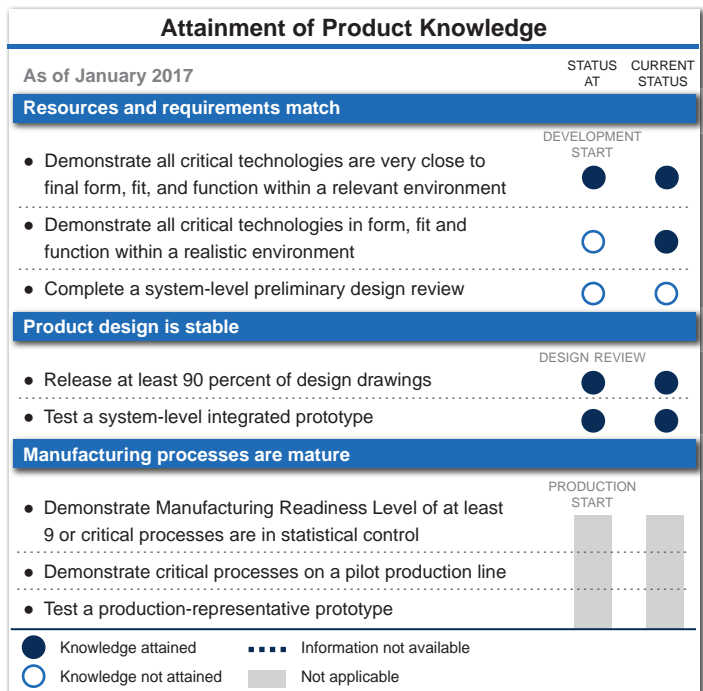 Attainment of Product Knowledge
As of January 2017
STATUS AT
CURRENT STATUS
Resources and requirements match
DEVELOPMENT START
● Demonstrate all critical technologies are very close to
final form, fit, and function within a relevant environment
● Demonstrate all critical technologies in form, fit and
function within a realistic environment
● Complete a system-level preliminary design review
Product design is stable
DESIGN REVIEW
● Release at least 90 percent of design drawings
● Test a system-level integrated prototype
Manufacturing processes are mature
PRODUCTION START
● Demonstrate Manufacturing Readiness Level of at least
9 or critical processes are in statistical control
● Demonstrate critical processes on a pilot production line
● Test a production-representative prototype
Knowledge attained
Information not available
Knowledge not attained
Not applicable